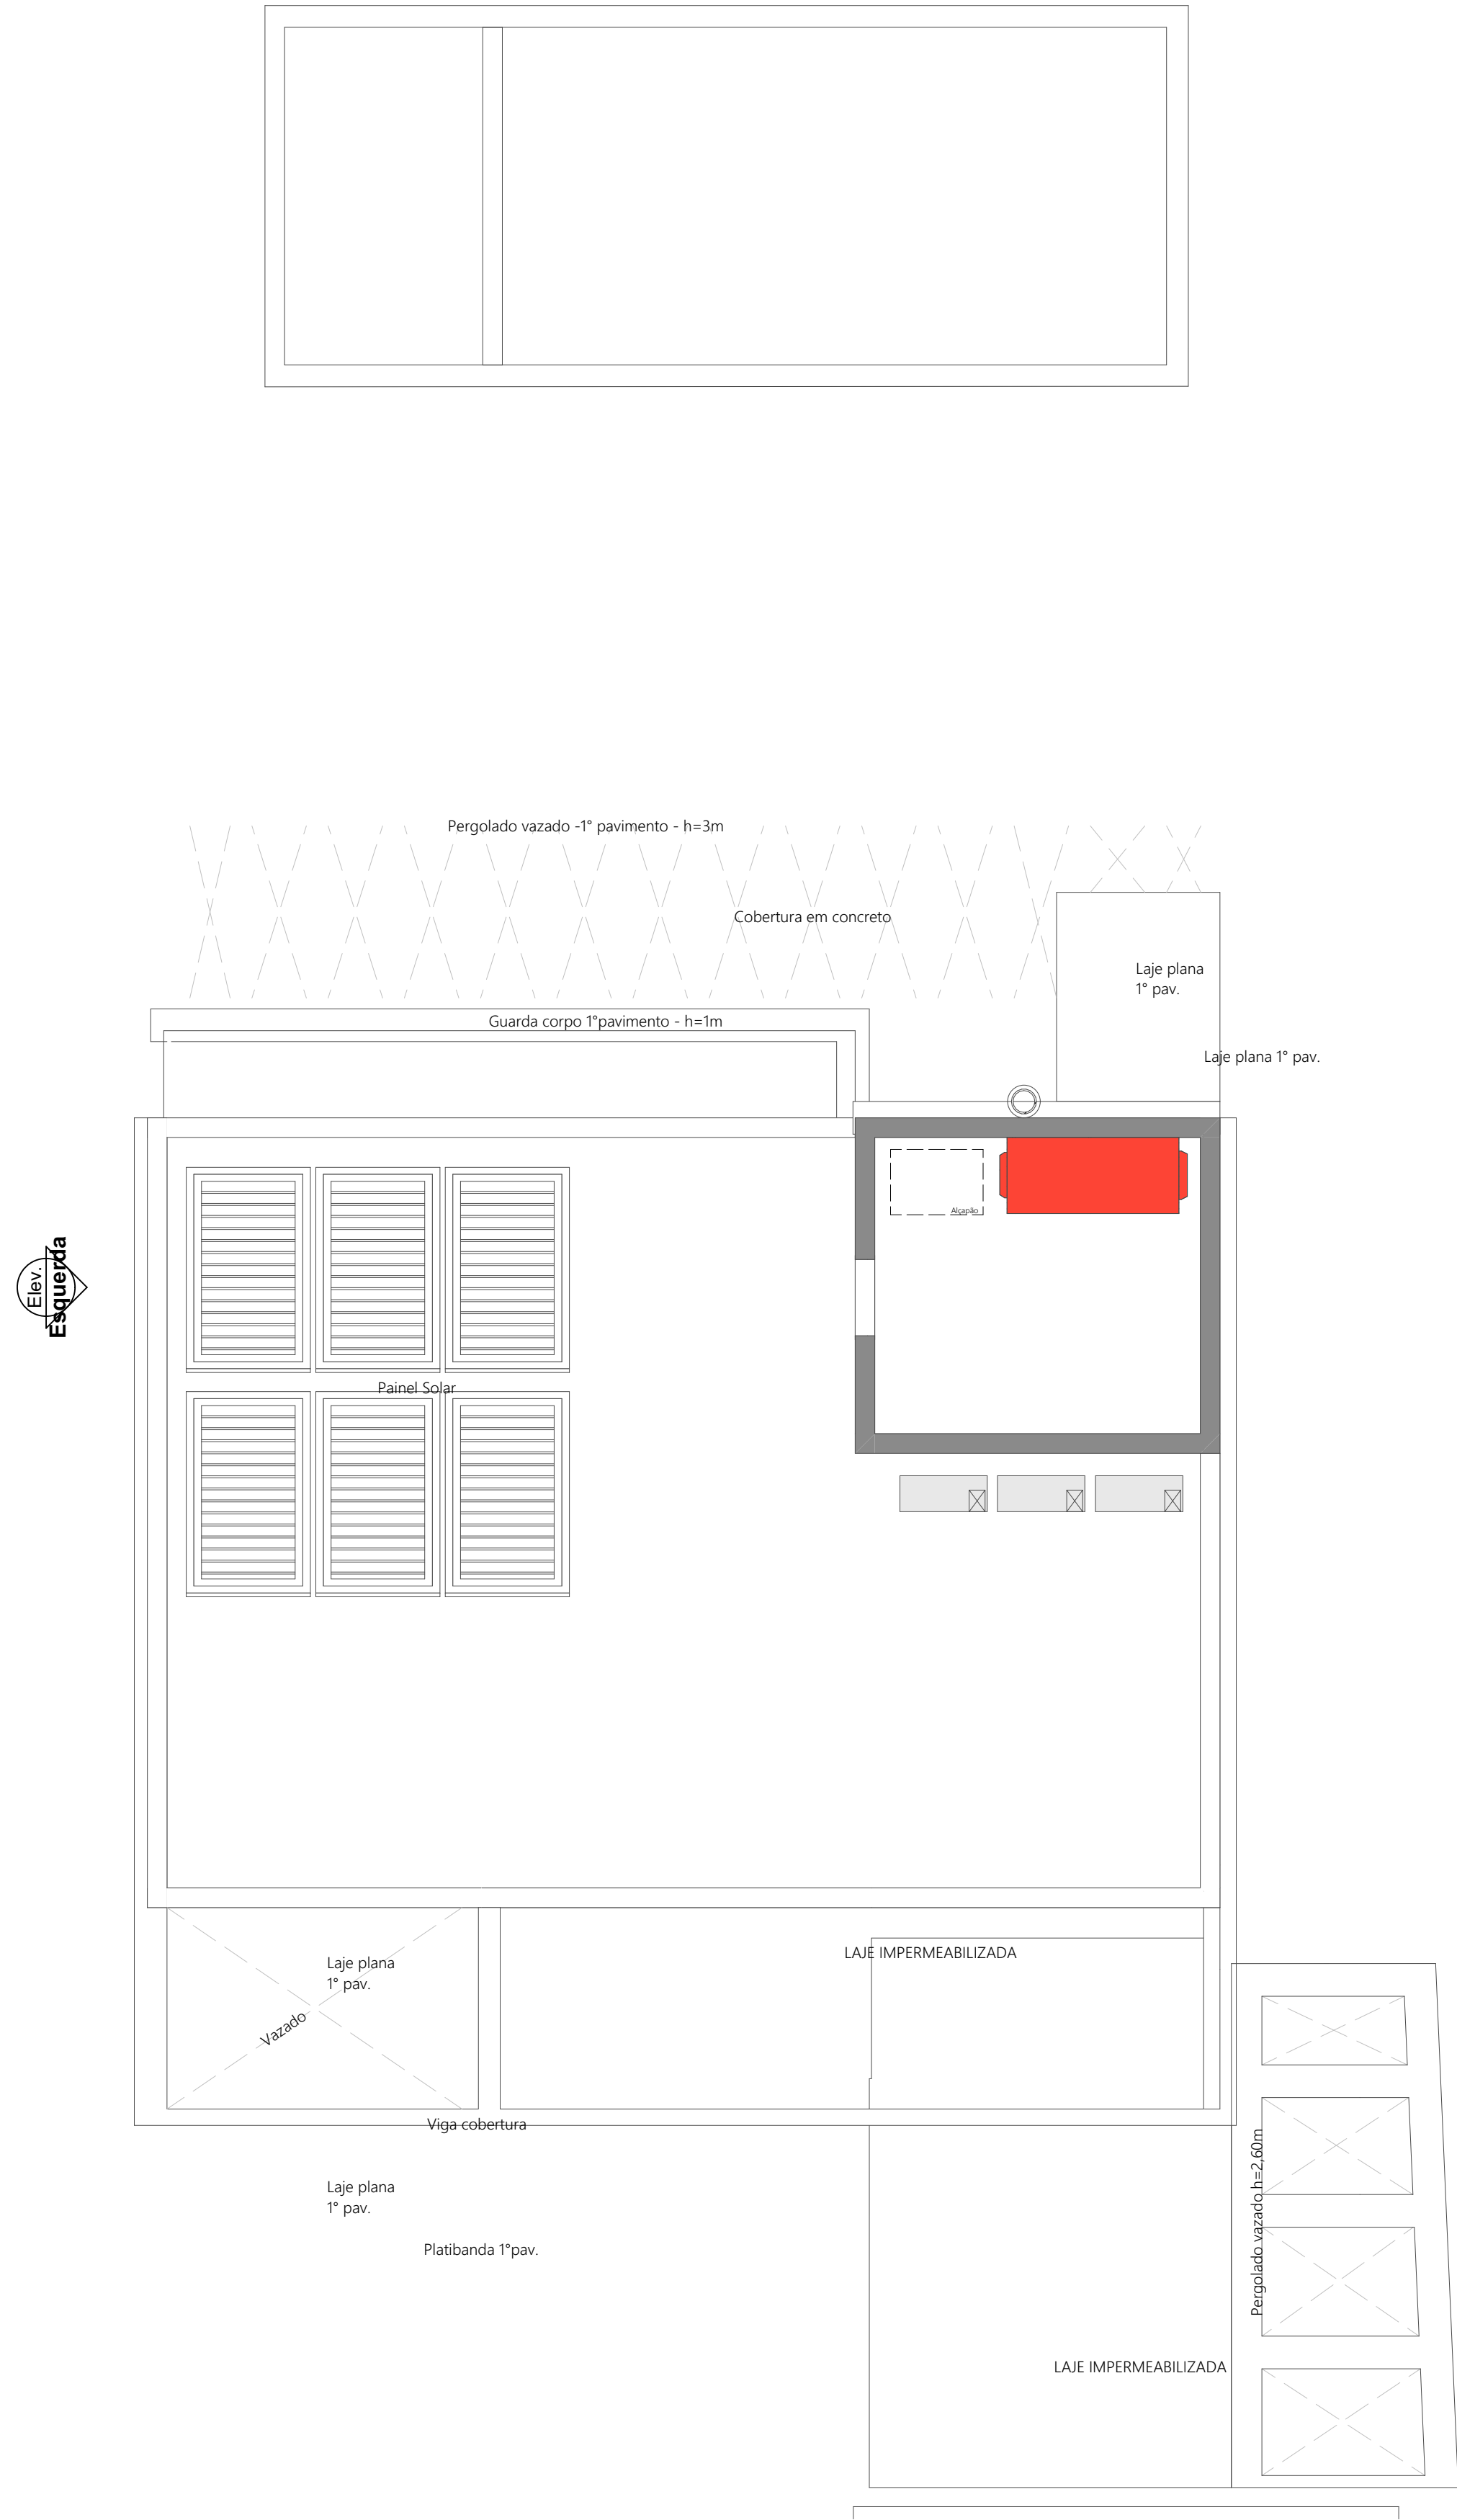 Pergolado vazado -1° pavimento - h=3m
Cobertura em concreto
Laje plana
1° pav.
Guarda corpo 1°pavimento - h=1m
Laje plana 1° pav.
Alçapão
Elev.
Esquerda
Painel Solar
LAJE IMPERMEABILIZADA
Laje plana
1° pav.
Vazado
Viga cobertura
Pergolado vazado h=2,60m
Laje plana
1° pav.
Platibanda 1°pav.
LAJE IMPERMEABILIZADA